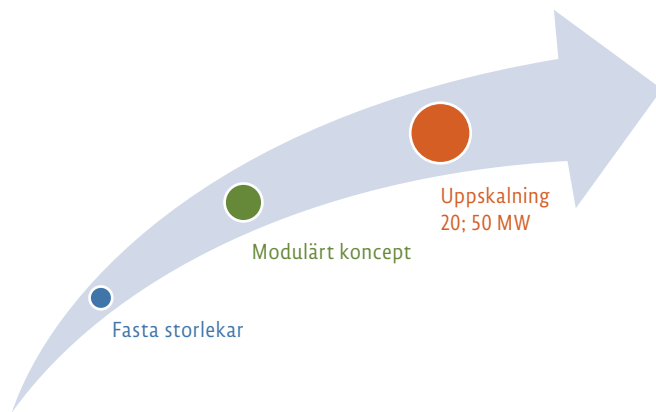 Uppskalning
20; 50 MW
Modulärt koncept
Fasta storlekar